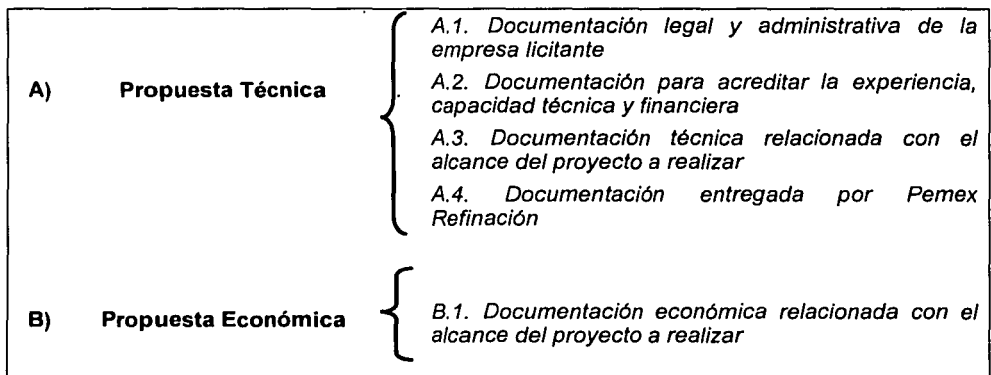 A) Propuesta Técnica
A.1. Documentación legal y administrativa de la
empresa licitante
A.2. Documentación para acreditar la experiencia,
capacidad técnica y financiera
A.3. Documentación técnica relacionada con el
alcance del proyecto a realizar
A.4. Documentación entregada por Pemex
Refinación
B) Propuesta Económica
B.1. Documentación económica relacionada con el
alcance del proyecto a realizar